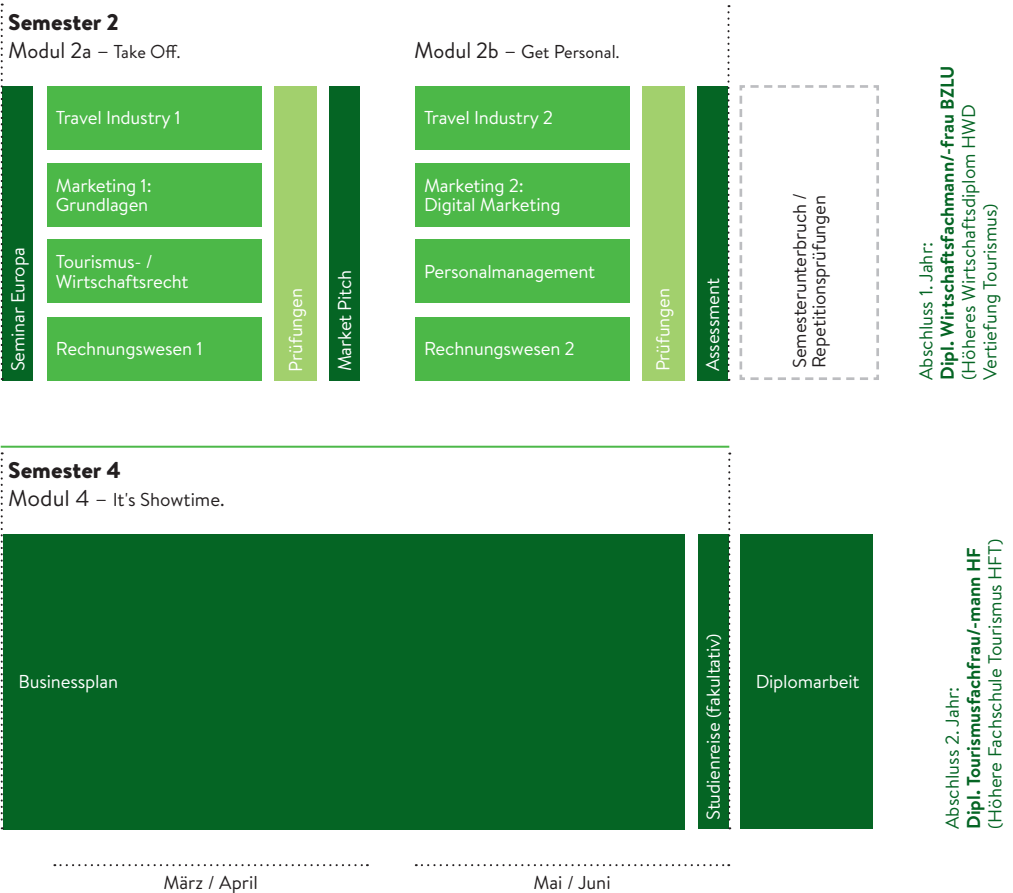 Semester 2
Modul 2a – Take Off.
Modul 2b – Get Personal.
Seminar Europa
Travel Industry 1
Marketing 1:
Grundlagen
Tourismus- /
Wirtschaftsrecht
Rechnungswesen 1
Prüfungen
Market Pitch
Travel Industry 2
Marketing 2:
Digital Marketing
Personalmanagement
Rechnungswesen 2
Prüfungen
Assessment
Semesterunterbruch /
Repetitionsprüfungen
Abschluss 1. Jahr:
Dipl. Wirtschaftsfachmann/-frau BZLU
(Höheres Wirtschaftsdiplom HWD
Vertiefung Tourismus)
Semester 4
Modul 4 – It's Showtime.
Businessplan
Studienreise (fakultativ)
Diplomarbeit
Abschluss 2. Jahr:
Dipl. Tourismusfachfrau/-mann HF
(Höhere Fachschule Tourismus HFT)
März / April
Mai / Juni